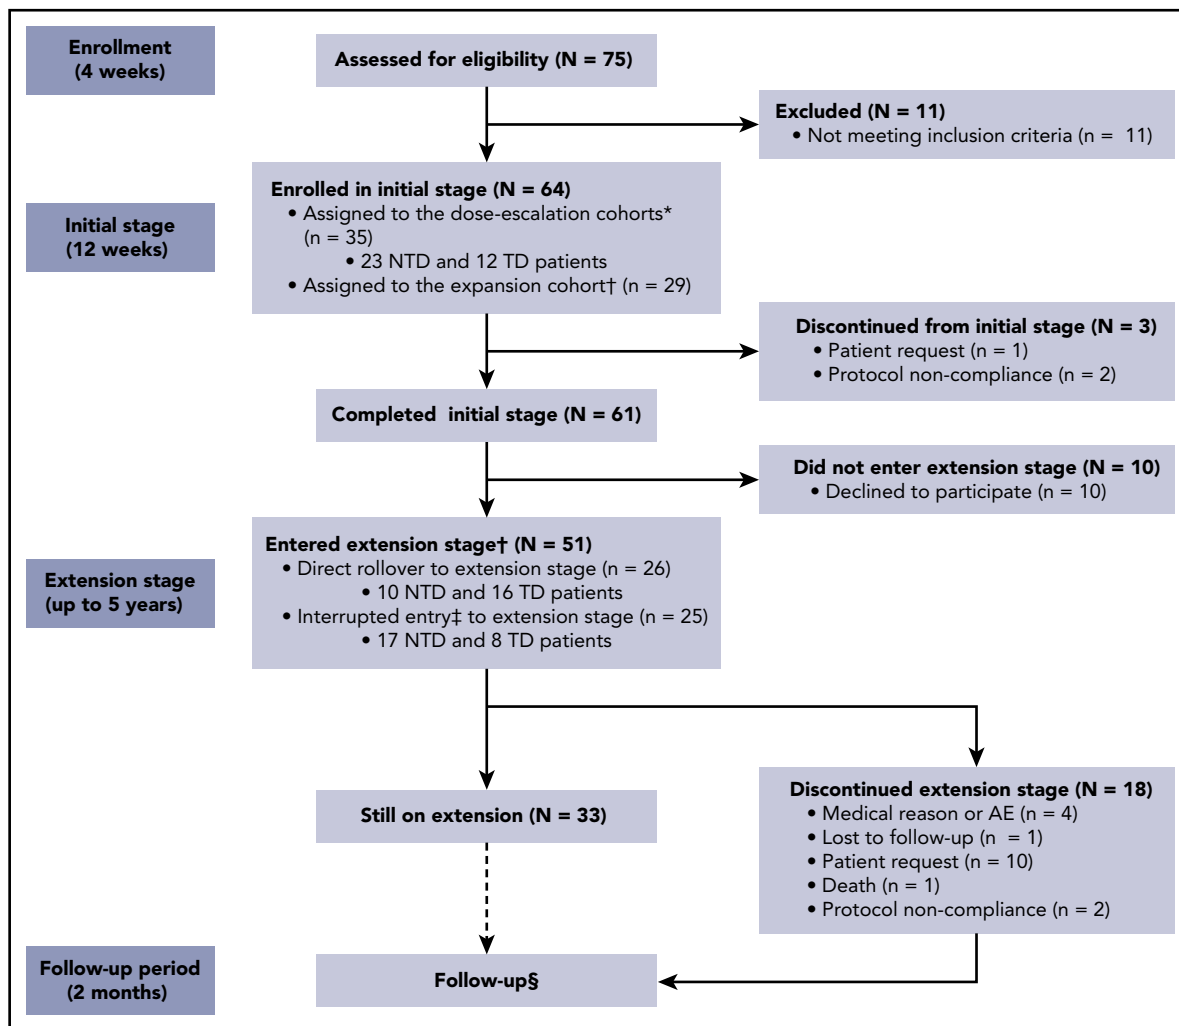 Enrollment
(4 weeks)
Assessed for eligibility (N = 75)
Excluded (N = 11)
• Not meeting inclusion criteria (n = 11)
Initial stage
(12 weeks)
Enrolled in initial stage (N = 64)
• Assigned to the dose-escalation cohorts*
(n = 35)
• 23 NTD and 12 TD patients
• Assigned to the expansion cohort† (n = 29)
Discontinued from initial stage (N = 3)
• Patient request (n = 1)
• Protocol non-compliance (n = 2)
Completed initial stage (N = 61)
Did not enter extension stage (N = 10)
• Declined to participate (n = 10)
Extension stage
(up to 5 years)
Entered extension stage† (N = 51)
• Direct rollover to extension stage (n = 26)
• 10 NTD and 16 TD patients
• Interrupted entry‡ to extension stage (n = 25)
• 17 NTD and 8 TD patients
Still on extension (N = 33)
Discontinued extension stage (N = 18)
• Medical reason or AE (n = 4)
• Lost to follow-up (n = 1)
• Patient request (n = 10)
• Death (n = 1)
• Protocol non-compliance (n = 2)
Follow-up period
(2 months)
Follow-up§